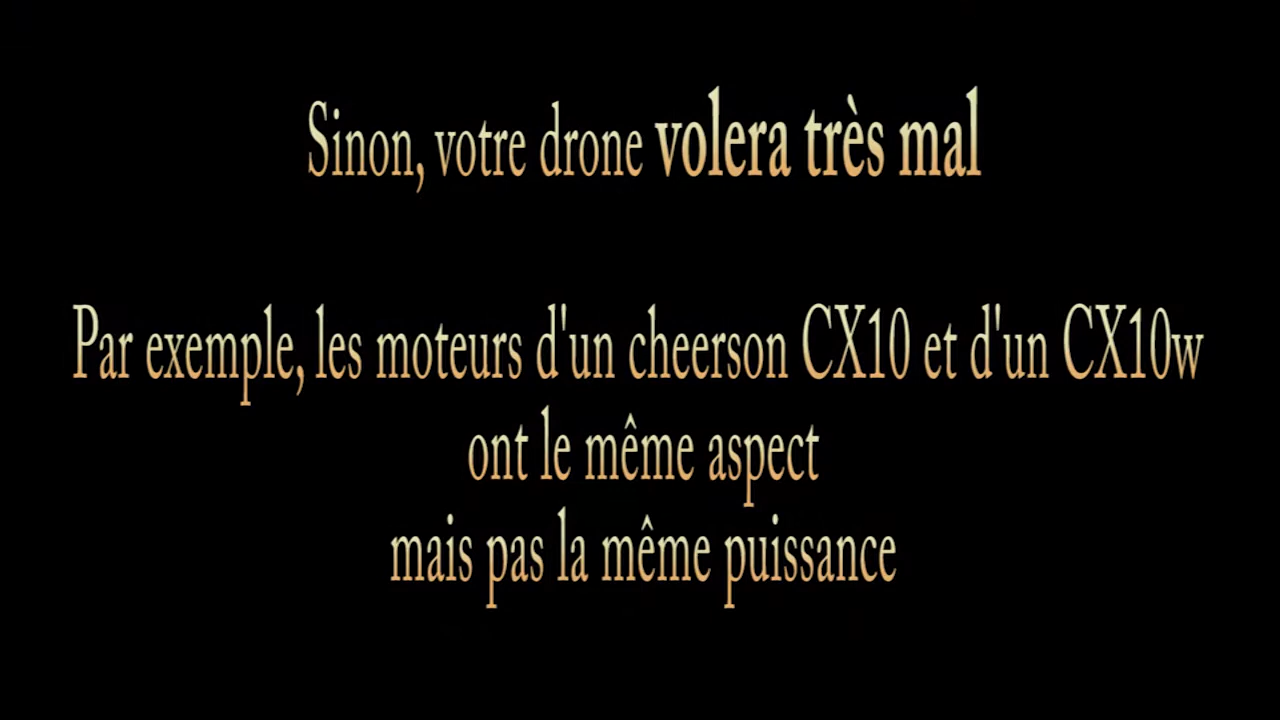 Sinon, votre drone volera très mal
Par exemple, les moteurs d'un cheerson CX10 et d'un CX10w
ont le même aspect
mais pas la même puissance